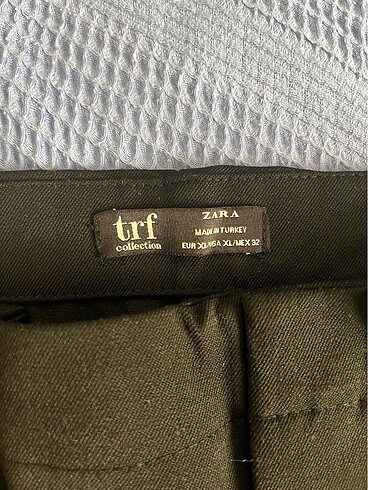 trf
collection
ZARA
MADE IN TURKEY
EUR XL/USA XL/MEX 32